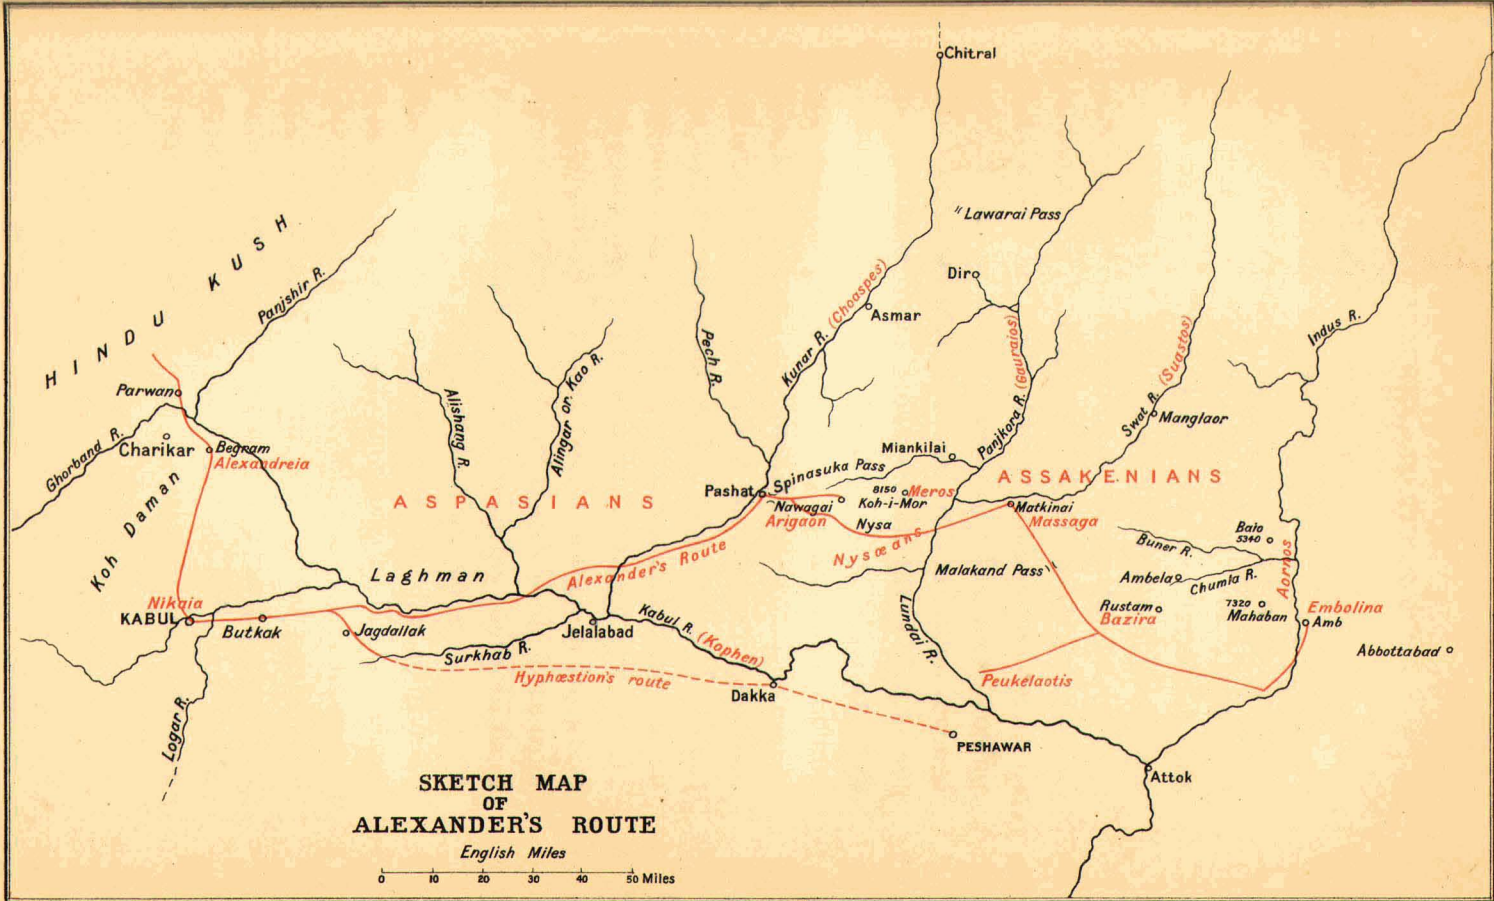 Chitral
"Lawarai Pass
HINDU KUSH
Panjshir R.
Dir
(Choaspes)
Asmar
Kunar R.
Pech R.
(Gauraios)
Panjkora R.
(Suastos)
Swat R.
Indus R.
Parwan
Alishang R.
Alingar or Kao R.
Manglaor
Ghorband R.
Charikar
Begram
Alexandreia
Miankilai
Spinasuka Pass
Pashat
8150
Meros
Koh-i-Mor
ASSAKENIANS
ASPASIANS
Nawagai
Arigaon
Nysa
Matkinai
Massaga
Koh Daman
Nysœans
Buner R.
Baio
5340
Aornos
Laghman
Alexander's Route
Malakand Pass
Ambela
Chumla R.
Nikaia
KABUL
Butkak
Jagdallak
Jelalabad
Kabul R.
(Kophen)
Lundai R.
Rustam
Bazira
7320
Mahaban
Embolina
Amb
Abbottabad
Surkhab R.
Hyphœstion's route
Dakka
Peukelaotis
Logar R.
PESHAWAR
Attok
SKETCH MAP
OF
ALEXANDER'S ROUTE
English Miles
0 10 20 30 40 50 Miles